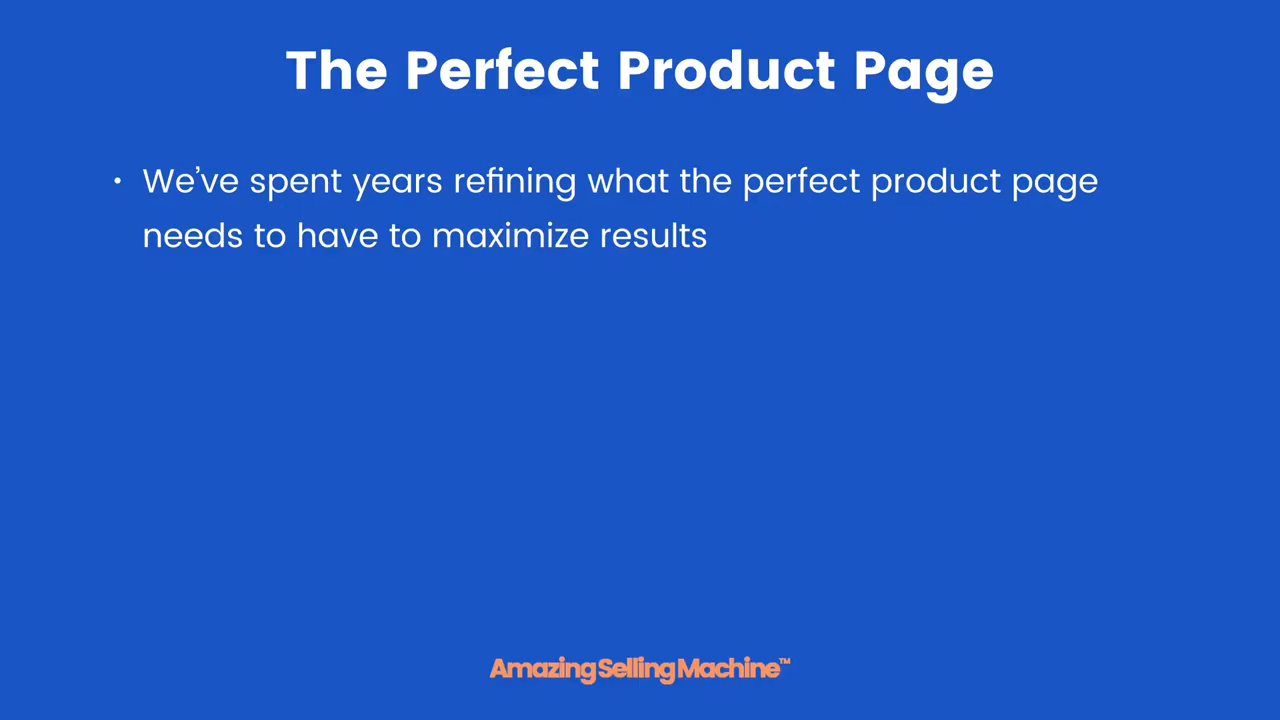 The Perfect Product Page
• We’ve spent years refining what the perfect product page
needs to have to maximize results
AmazingSellingMachine™